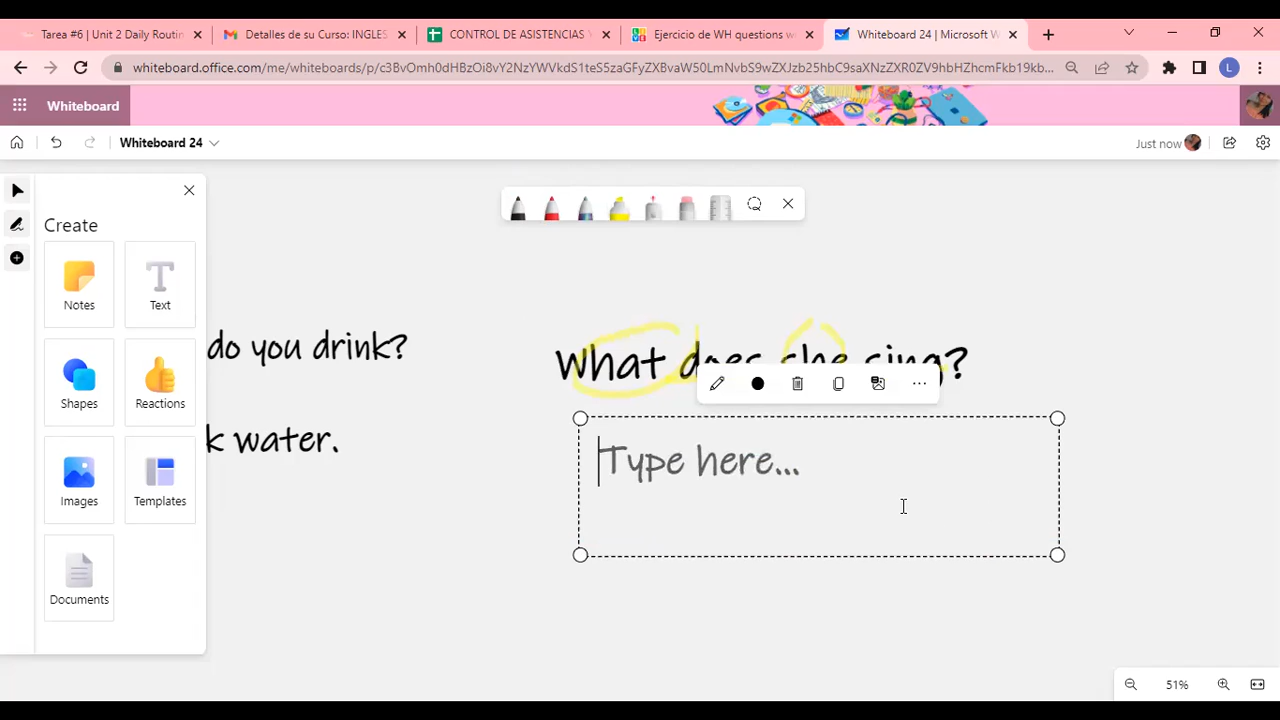 Tarea #6 | Unit 2 Daily Routin
Detalles de su Curso: INGLES
CONTROL DE ASISTENCIAS Y
Ejercicio de WH questions w
Whiteboard 24 | Microsoft W
L
Whiteboard
Whiteboard 24
Just now
Create
Notes
Text
Shapes
Reactions
Images
Templates
Documents
do you drink?
k water.
What does she sing?
Type here...
51%